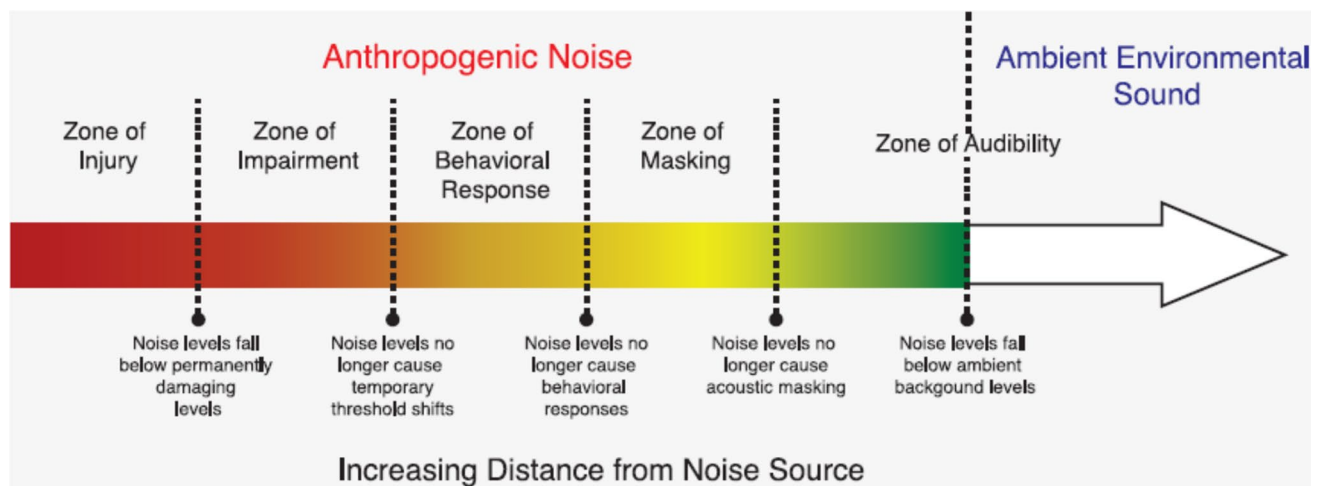 Anthropogenic Noise
Ambient Environmental
Sound
Zone of
Injury
Zone of
Impairment
Zone of
Behavioral
Response
Zone of
Masking
Zone of Audibility
Noise levels fall
below permanently
damaging
levels
Noise levels no
longer cause
temporary
threshold shifts
Noise levels no
longer cause
behavioral
responses
Noise levels no
longer cause
acoustic masking
Noise levels fall
below ambient
backgound levels
Increasing Distance from Noise Source